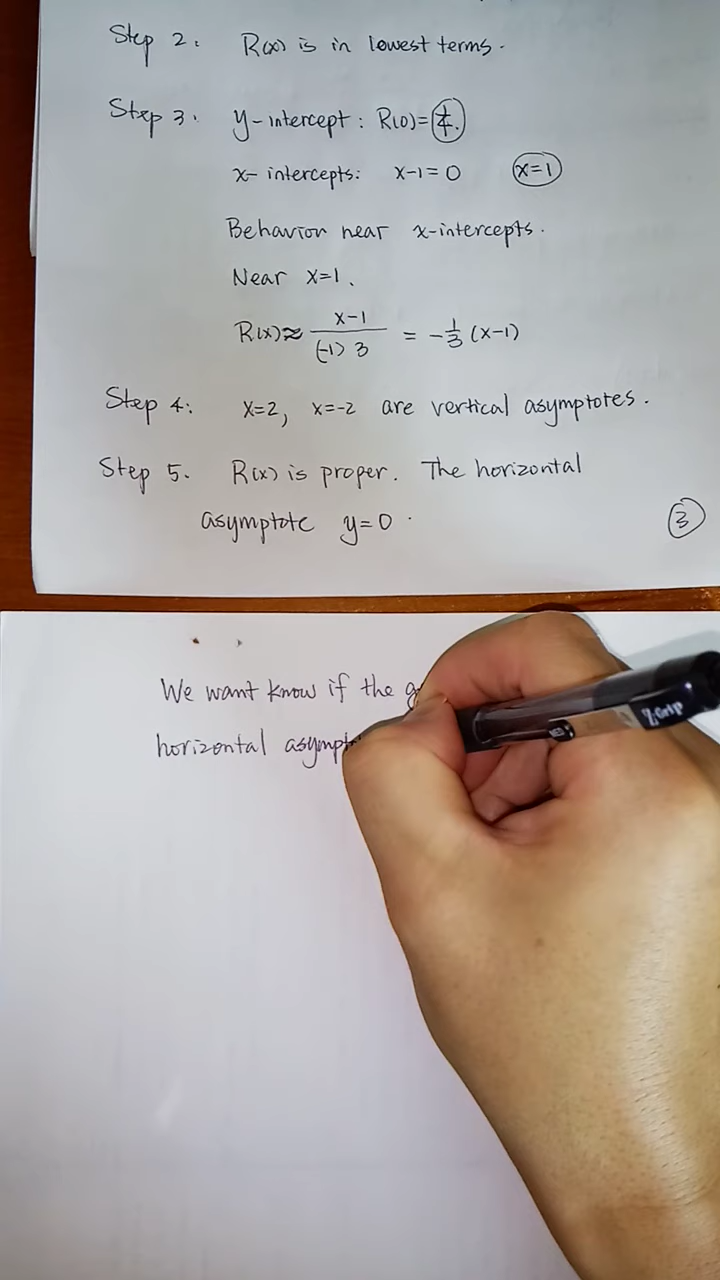 Step 2: R(x) is in lowest terms.
Step 3. y-intercept: R(0)=1/4.
x-intercepts: x-1=0 x=1
Behavior near x-intercepts.
Near x=1.
R(x)≈ x-1/(-1)3 = -1/3 (x-1)
Step 4: x=2, x=-2 are vertical asymptotes.
Step 5. R(x) is proper. The horizontal
asymptote y=0.
3
We want know if the
horizontal